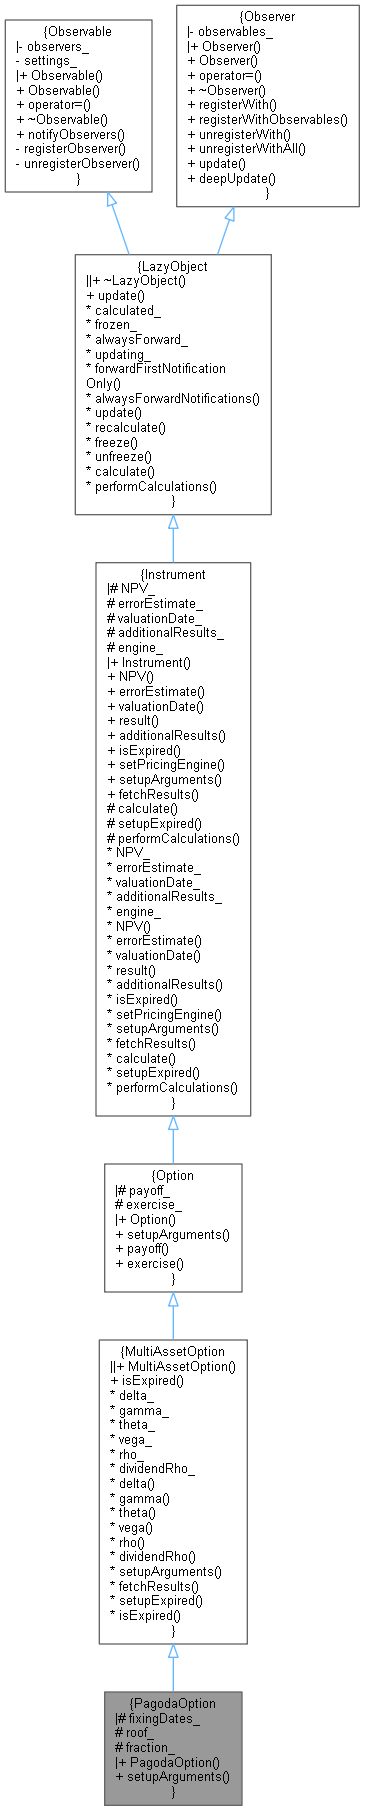 {Observable
|- observers_
- settings_
|+ Observable()
+ Observable()
+ operator=()
+ ~Observable()
+ notifyObservers()
- registerObserver()
- unregisterObserver()
}
{Observer
|- observables_
|+ Observer()
+ Observer()
+ operator=()
+ ~Observer()
+ registerWith()
+ registerWithObservables()
+ unregisterWith()
+ unregisterWithAll()
+ update()
+ deepUpdate()
}
{LazyObject
||+ ~LazyObject()
+ update()
* calculated_
* frozen_
* alwaysForward_
* updating_
* forwardFirstNotification
Only()
* alwaysForwardNotifications()
* update()
* recalculate()
* freeze()
* unfreeze()
* calculate()
* performCalculations()
}
{Instrument
|# NPV_
# errorEstimate_
# valuationDate_
# additionalResults_
# engine_
|+ Instrument()
+ NPV()
+ errorEstimate()
+ valuationDate()
+ result()
+ additionalResults()
+ isExpired()
+ setPricingEngine()
+ setupArguments()
+ fetchResults()
# calculate()
# setupExpired()
# performCalculations()
* NPV_
* errorEstimate_
* valuationDate_
* additionalResults_
* engine_
* NPV()
* errorEstimate()
* valuationDate()
* result()
* additionalResults()
* isExpired()
* setPricingEngine()
* setupArguments()
* fetchResults()
* calculate()
* setupExpired()
* performCalculations()
}
{Option
|# payoff_
# exercise_
|+ Option()
+ setupArguments()
+ payoff()
+ exercise()
}
{MultiAssetOption
||+ MultiAssetOption()
+ isExpired()
* delta_
* gamma_
* theta_
* vega_
* rho_
* dividendRho_
* delta()
* gamma()
* theta()
* vega()
* rho()
* dividendRho()
* setupArguments()
* fetchResults()
* setupExpired()
* isExpired()
}
{PagodaOption
|# fixingDates_
# roof_
# fraction_
|+ PagodaOption()
+ setupArguments()
}